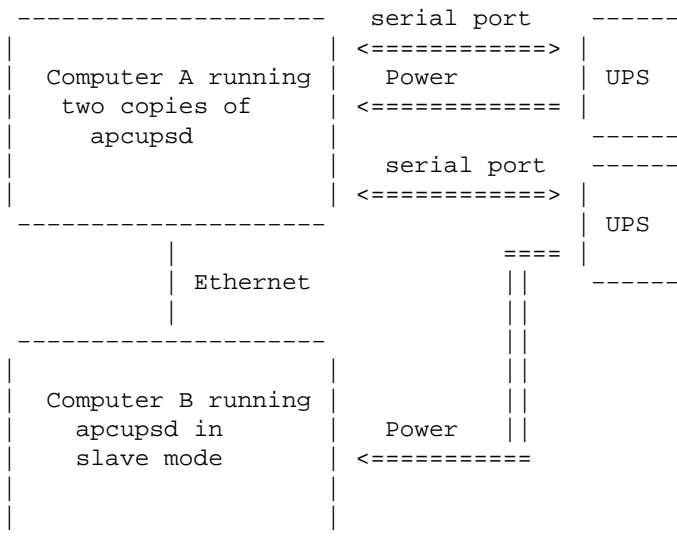 serial port
Computer A running Power UPS
two copies of
apcupsd
serial port
UPS
Ethernet
Computer B running
apcupsd in Power
slave mode